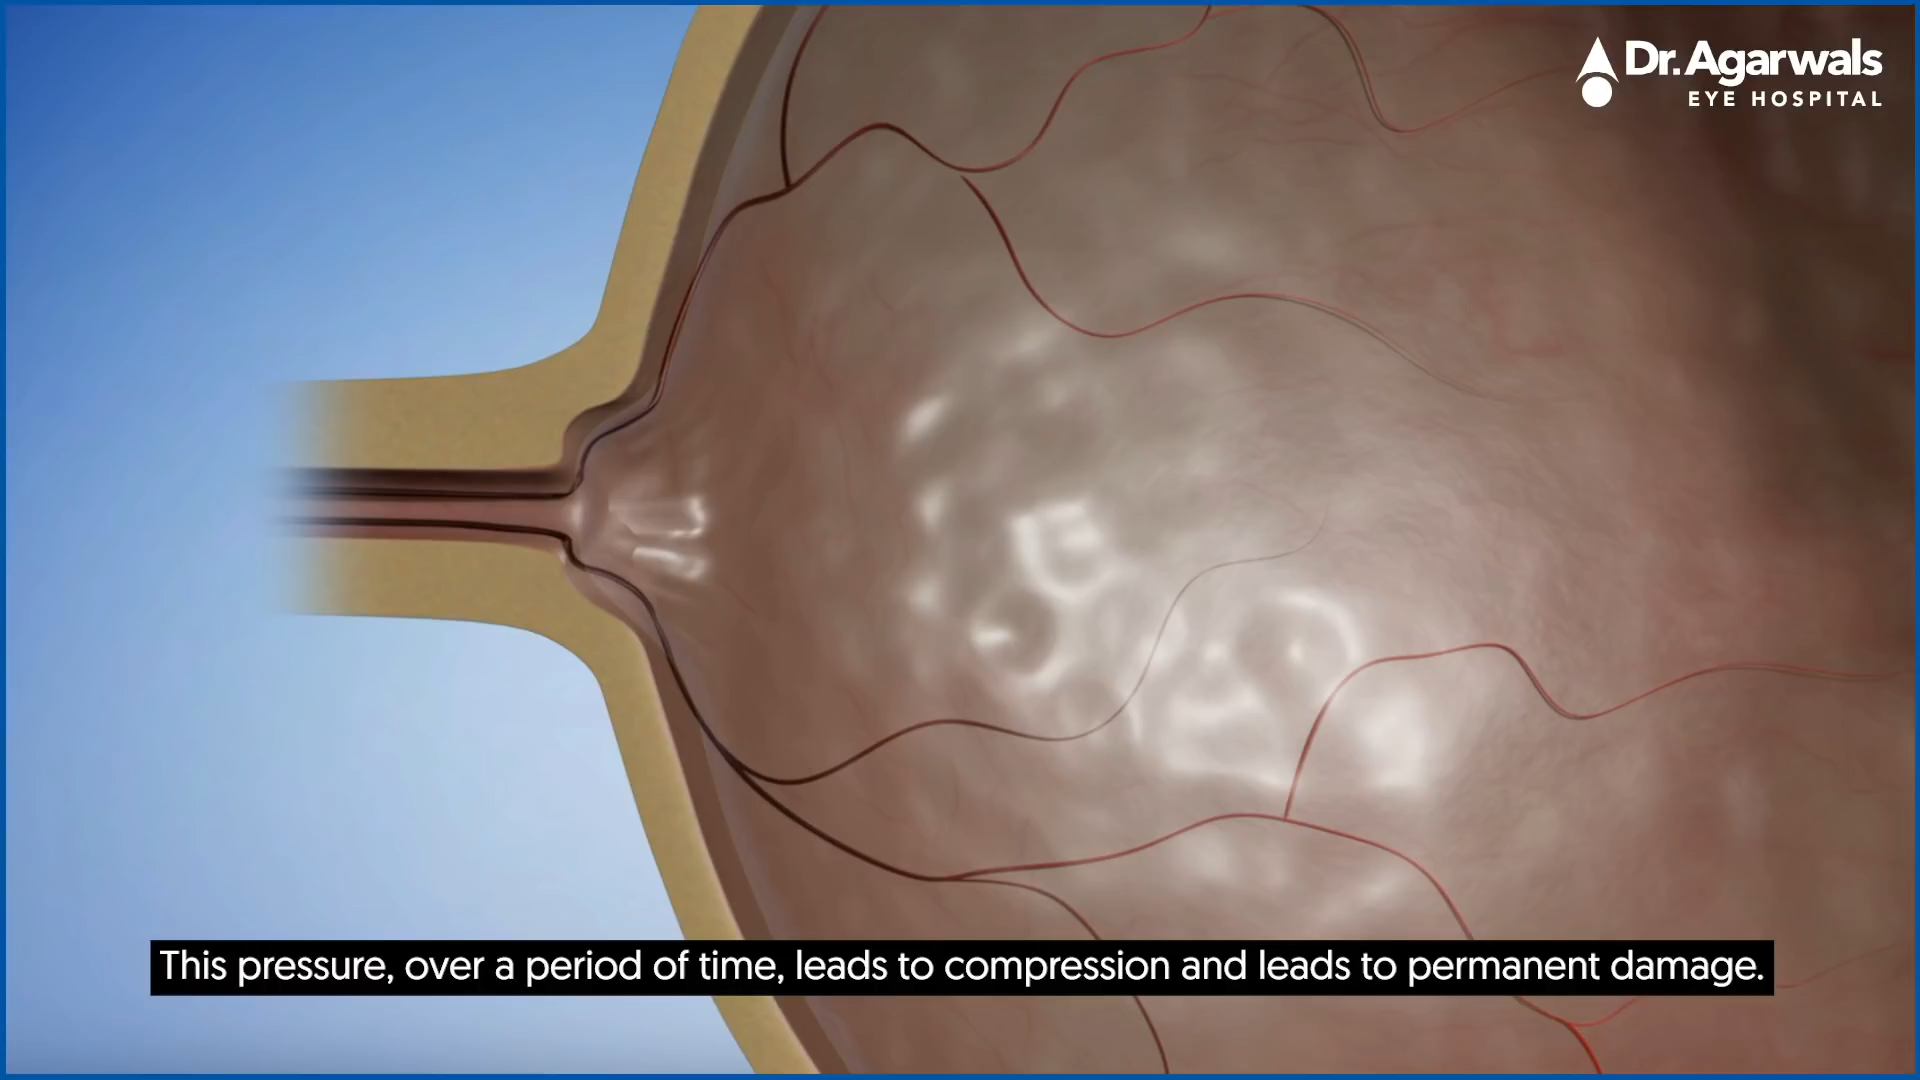 Dr. Agarwals
EYE HOSPITAL
This pressure, over a period of time, leads to compression and leads to permanent damage.